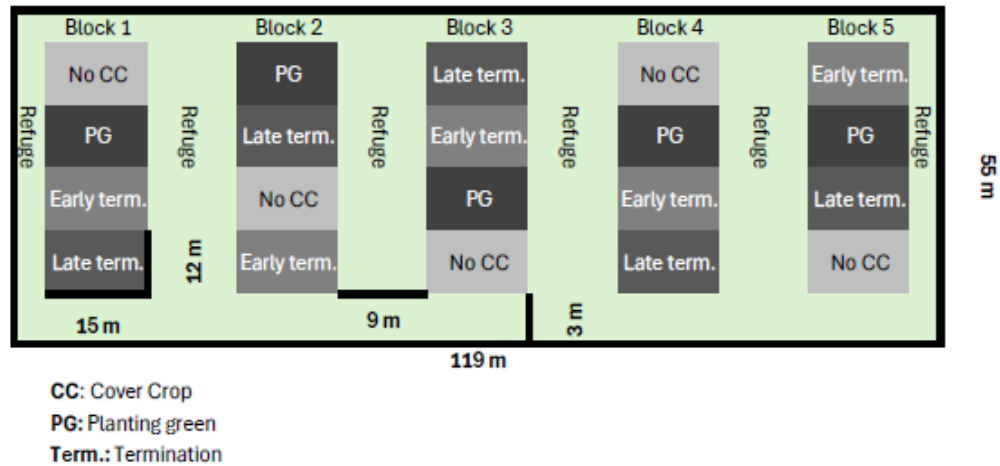 Block 1 Block 2 Block 3 Block 4 Block 5
No CC PG Late term. No CC Early term.
Refuge Refuge Refuge Refuge Refuge Refuge
PG Late term. Early term. PG PG
Early term. No CC PG Early term. Late term.
Late term. Early term. No CC Late term. No CC
55 m
12 m
15 m
9 m
3 m
119 m
CC: Cover Crop
PG: Planting green
Term.: Termination